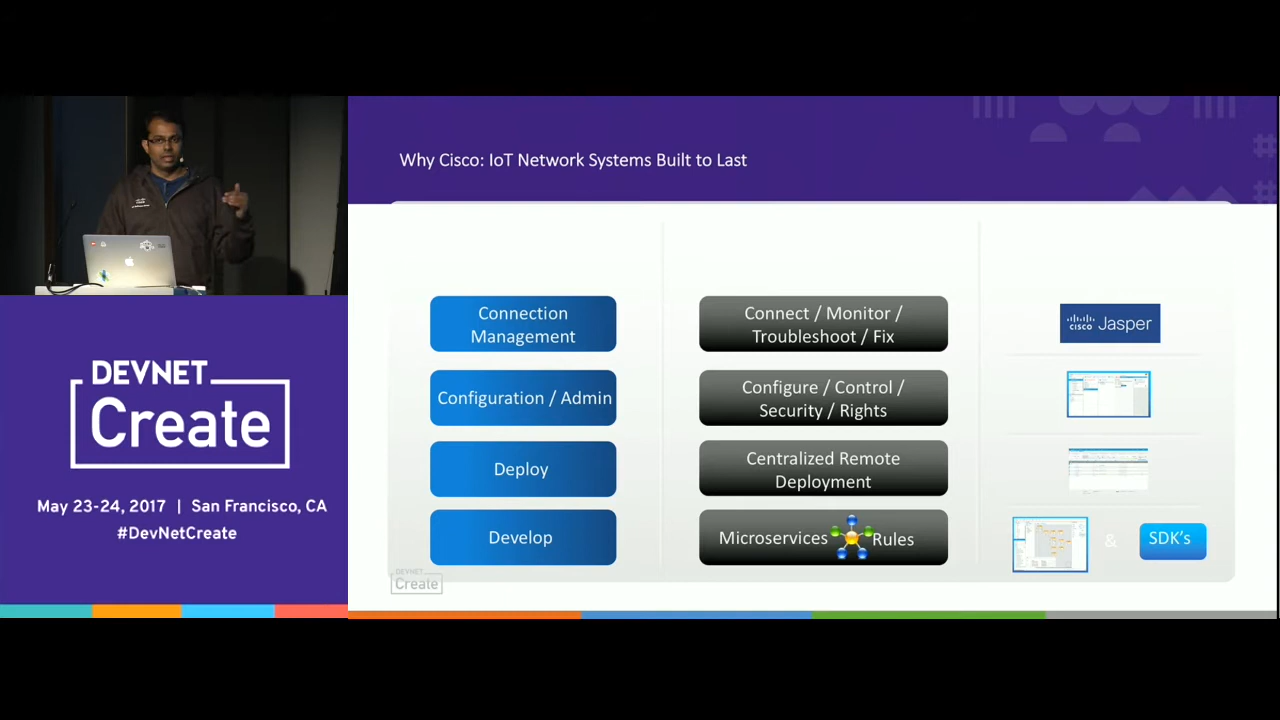 Why Cisco: IoT Network Systems Built to Last
Connection
Management
Connect / Monitor /
Troubleshoot / Fix
CISCO Jasper
Configuration / Admin
Configure / Control /
Security / Rights
Deploy
Centralized Remote
Deployment
Develop
Microservices Rules
& SDK's
DEVNET
Create
DEVNET
Create
May 23-24, 2017 | San Francisco, CA
#DevNetCreate